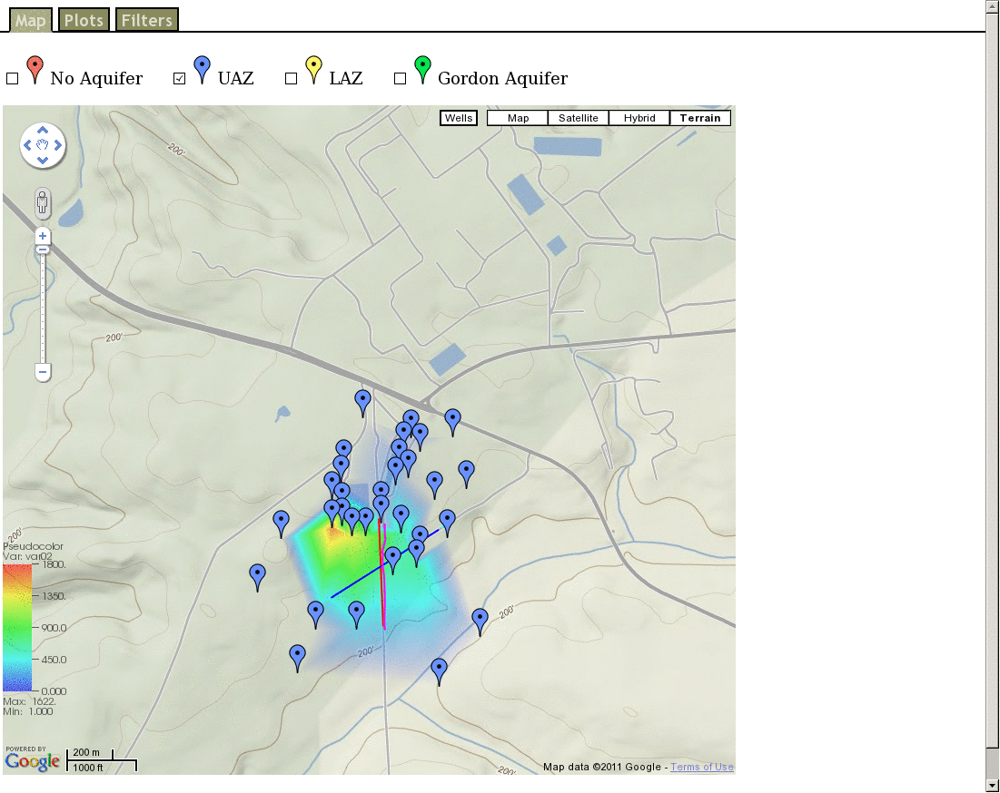 Map Plots Filters
No Aquifer UAZ LAZ Gordon Aquifer
Wells Map Satellite Hybrid Terrain
200'
200'
200'
Pseudocolor
Var: var02
1800.
1350.
900.0
450.0
0.000
Max: 1622.
Min: 1.000
200'
200'
200'
POWERED BY
Google
200 m
1000 ft
Map data ©2011 Google - Terms of Use